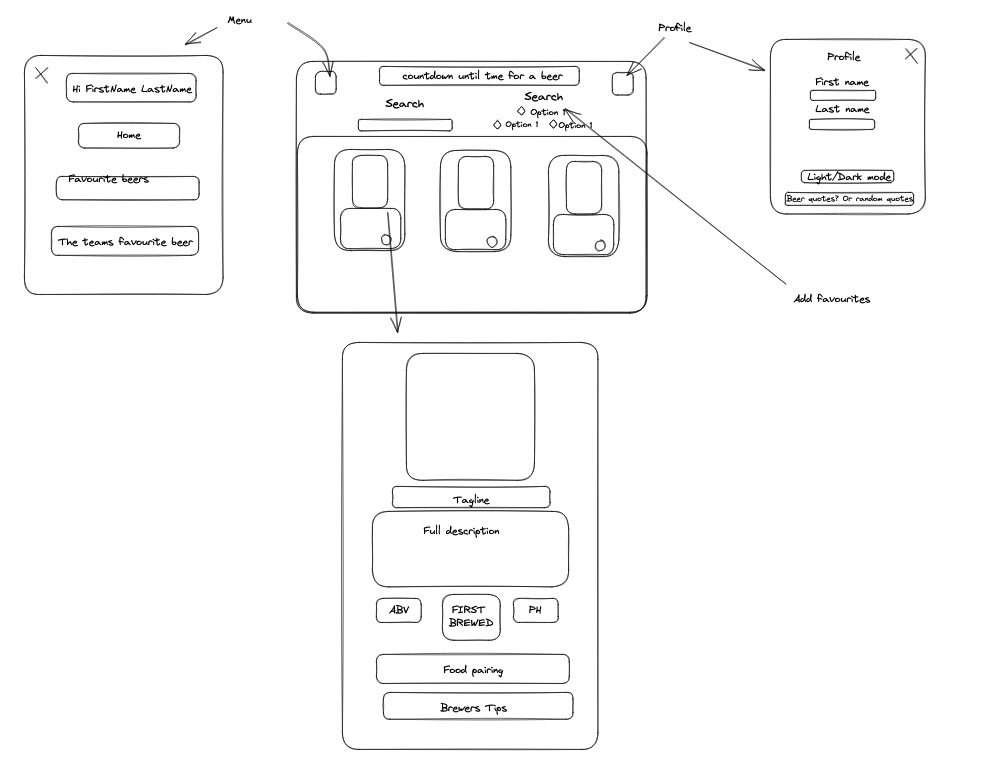 Menu
Profile
Hi FirstName LastName
Home
Favourite beers
The teams favourite beer
countdown until tme for a beer
Search
Search
Option 1
Option 1
Option 1
Profile
First name
Last name
Light/Dark mode
Beer quotes? Or random quotes
Add favourites
Tagline
Full description
ABV
FIRST
BREWED
PH
Food pairing
Brewers Tips